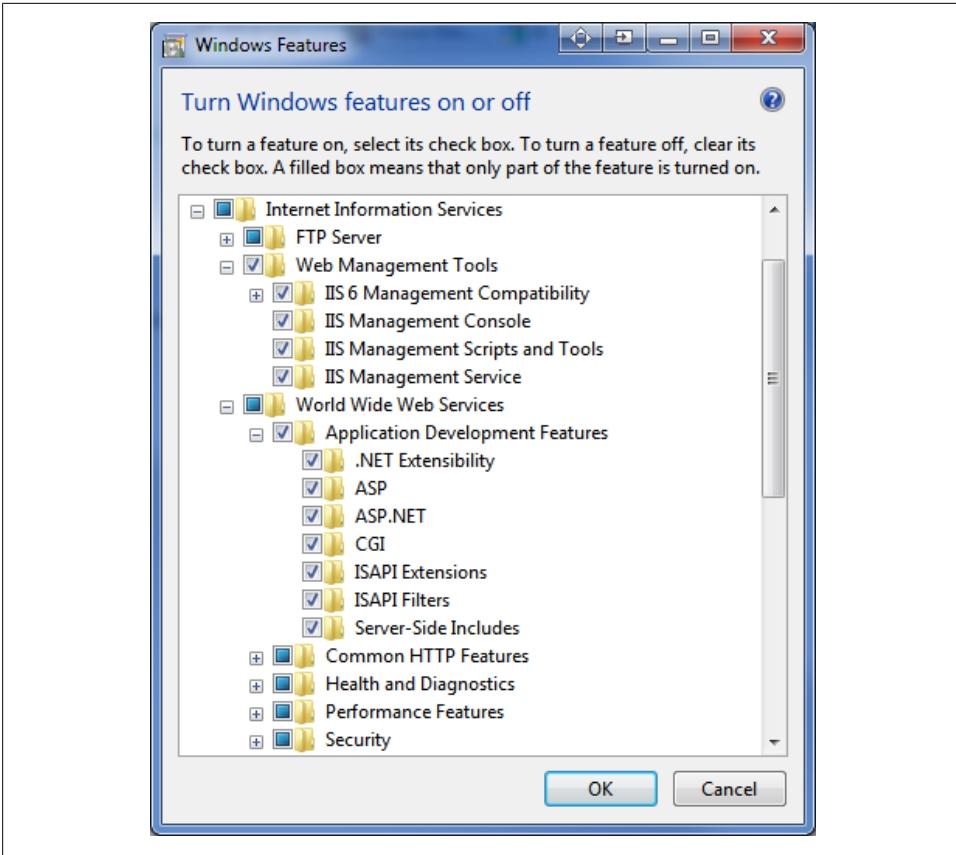 Windows Features
Turn Windows features on or off
To turn a feature on, select its check box. To turn a feature off, clear its
check box. A filled box means that only part of the feature is turned on.
Internet Information Services
FTP Server
Web Management Tools
IIS 6 Management Compatibility
IIS Management Console
IIS Management Scripts and Tools
IIS Management Service
World Wide Web Services
Application Development Features
.NET Extensibility
ASP
ASP.NET
CGI
ISAPI Extensions
ISAPI Filters
Server-Side Includes
Common HTTP Features
Health and Diagnostics
Performance Features
Security
OK Cancel